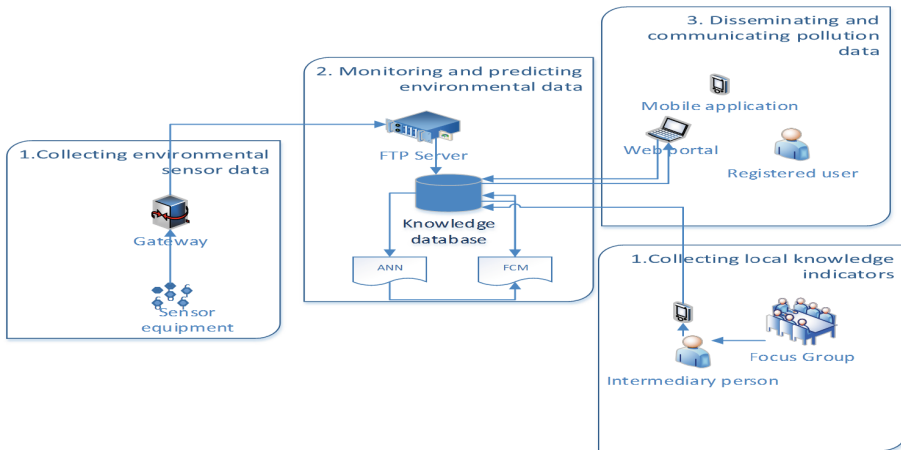 1.Collecting environmental
sensor data
Gateway
Sensor
equipment
2. Monitoring and predicting
environmental data
FTP Server
Knowledge
database
ANN
FCM
3. Disseminating and
communicating pollution
data
Mobile application
Web portal
Registered user
1.Collecting local knowledge
indicators
Focus Group
Intermediary person